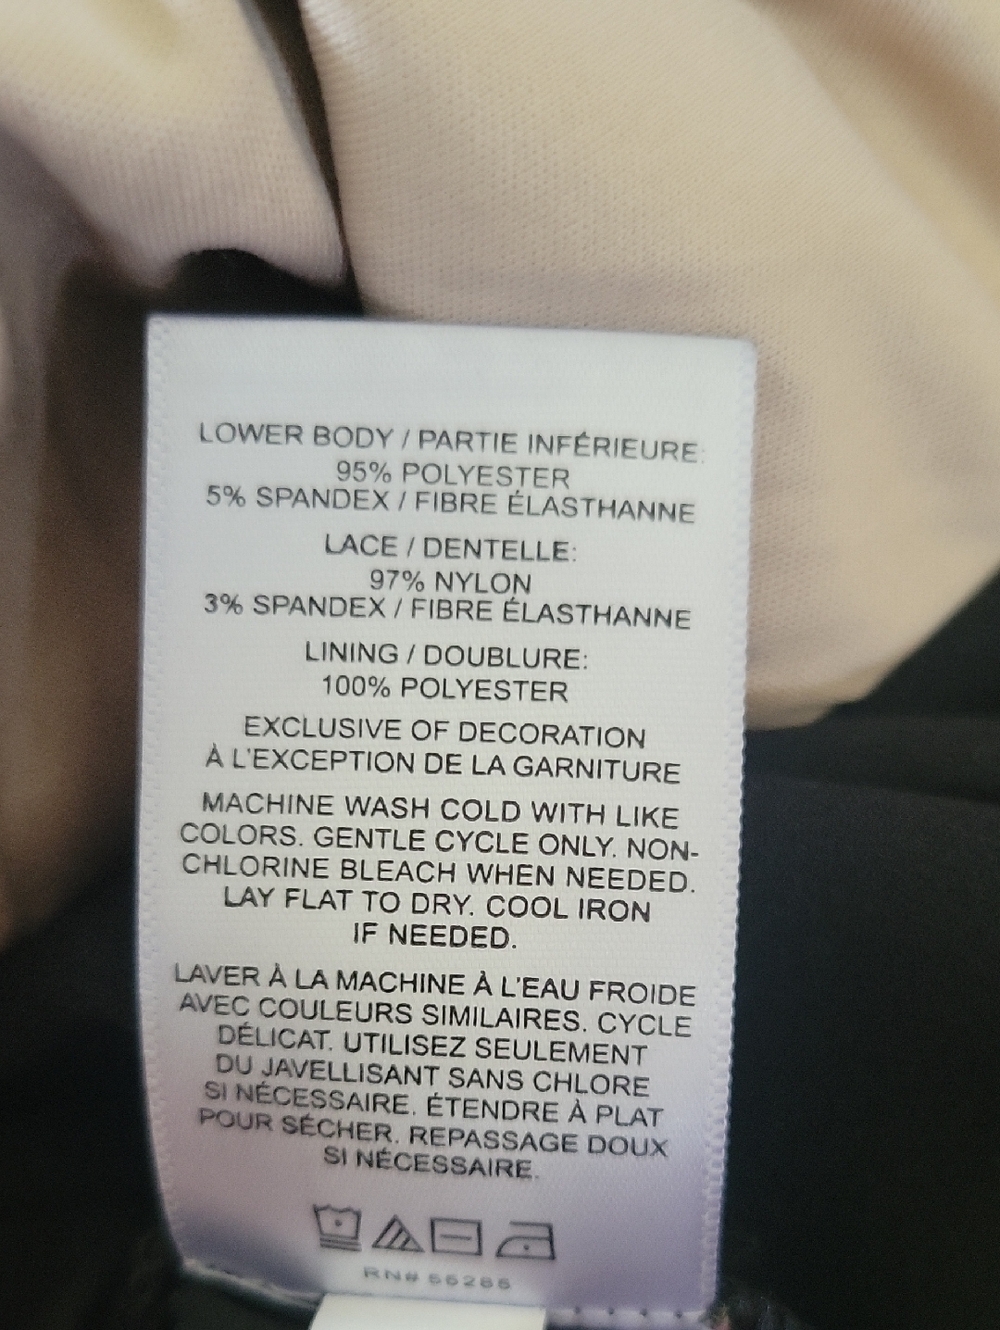 LOWER BODY / PARTIE INFÉRIEURE:
95% POLYESTER
5% SPANDEX / FIBRE ÉLASTHANNE
LACE / DENTELLE:
97% NYLON
3% SPANDEX / FIBRE ÉLASTHANNE
LINING / DOUBLURE:
100% POLYESTER
EXCLUSIVE OF DECORATION
À L'EXCEPTION DE LA GARNITURE
MACHINE WASH COLD WITH LIKE
COLORS. GENTLE CYCLE ONLY. NON-
CHLORINE BLEACH WHEN NEEDED.
LAY FLAT TO DRY. COOL IRON
IF NEEDED.
LAVER À LA MACHINE À L'EAU FROIDE
AVEC COULEURS SIMILAIRES. CYCLE
DÉLICAT. UTILISEZ SEULEMENT
DU JAVELLISANT SANS CHLORE
SI NÉCESSAIRE. ÉTENDRE À PLAT
POUR SÉCHER. REPASSAGE DOUX
SI NÉCESSAIRE.
RN#